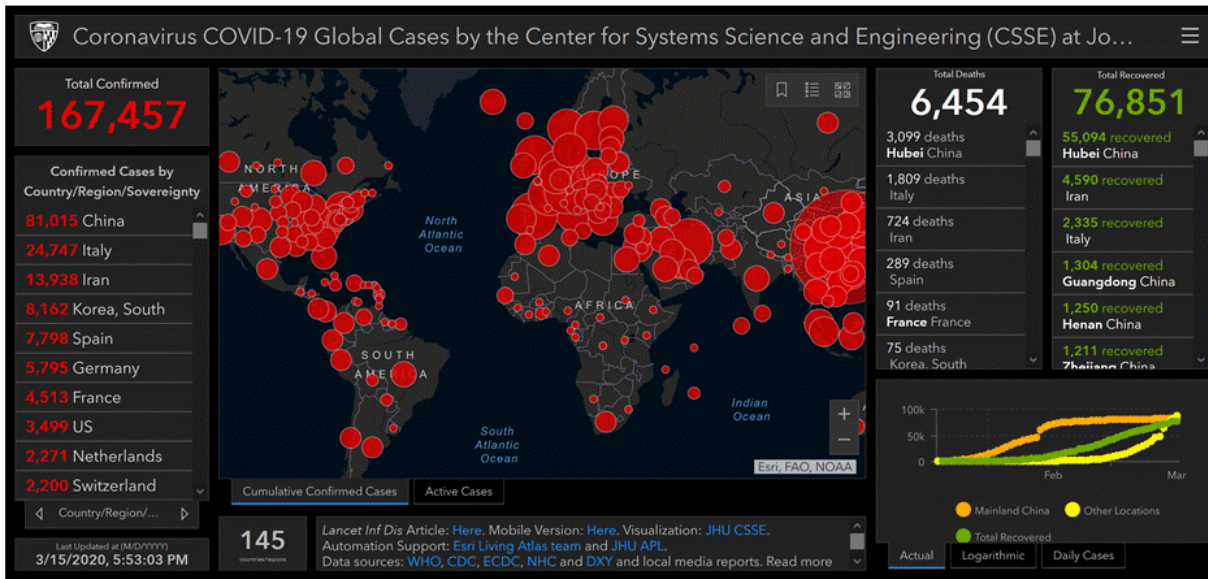 Coronavirus COVID-19 Global Cases by the Center for Systems Science and Engineering (CSSE) at Jo...
Total Confirmed
167,457
Confirmed Cases by
Country/Region/Sovereignty
81,015 China
24,747 Italy
13,938 Iran
8,162 Korea, South
7,798 Spain
5,795 Germany
4,513 France
3,499 US
2,271 Netherlands
2,200 Switzerland
Country/Region/...
Last Updated at (M/D/YYYY)
3/15/2020, 5:53:03 PM
NORTH
AMERICA
North
Atlantic
Ocean
ASIA
AFRICA
SOUTH
AMERICA
Indian
Ocean
South
Atlantic
Ocean
+
−
Esri, FAO, NOAA
Cumulative Confirmed Cases
Active Cases
145
countries/regions
Lancet Inf Dis Article: Here. Mobile Version: Here. Visualization: JHU CSSE.
Automation Support: Esri Living Atlas team and JHU APL.
Data sources: WHO, CDC, ECDC, NHC and DXY and local media reports. Read more
Total Deaths
6,454
3,099 deaths
Hubei China
1,809 deaths
Italy
724 deaths
Iran
289 deaths
Spain
91 deaths
France France
75 deaths
Korea, South
Total Recovered
76,851
55,094 recovered
Hubei China
4,590 recovered
Iran
2,335 recovered
Italy
1,304 recovered
Guangdong China
1,250 recovered
Henan China
1,211 recovered
Zhejiang China
100k
50k
0
Feb
Mar
Mainland China
Other Locations
Total Recovered
Actual
Logarithmic
Daily Cases